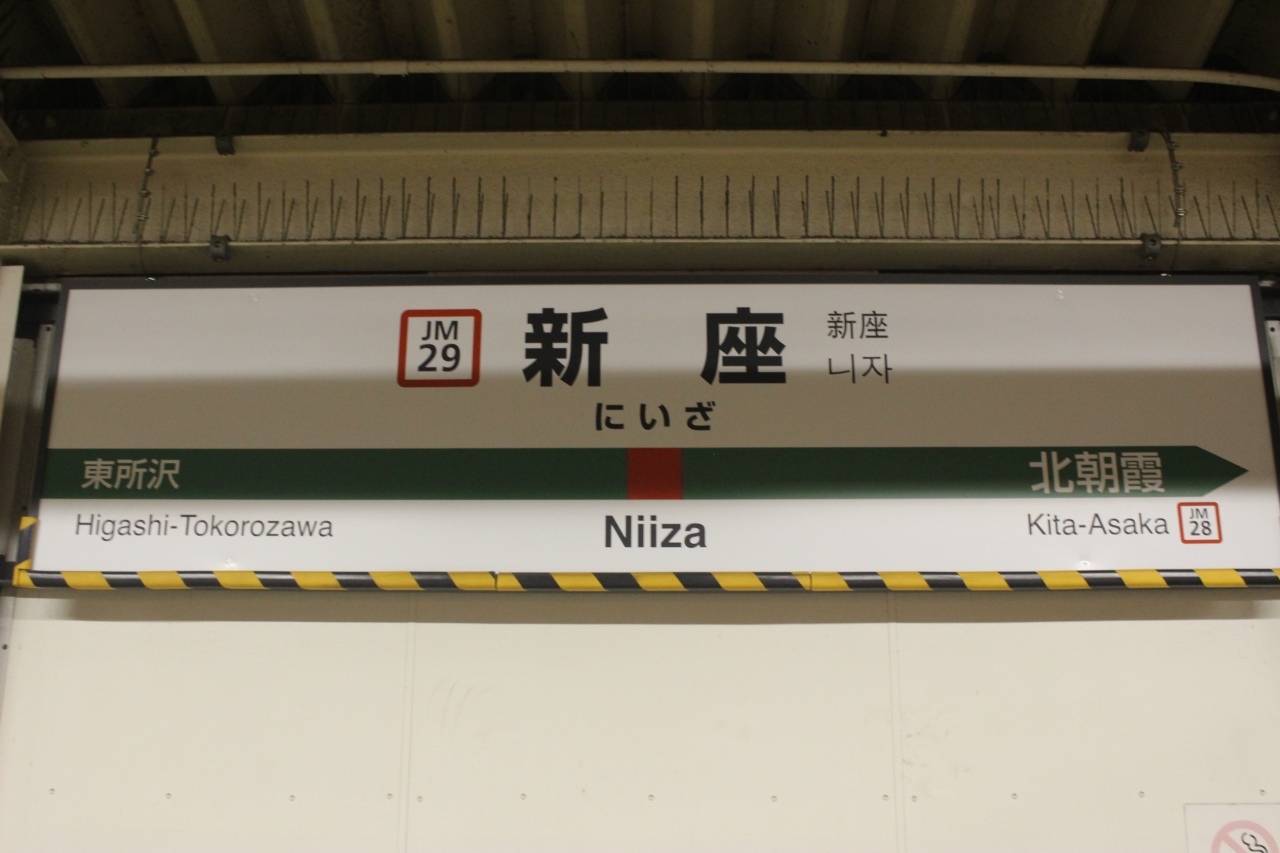 JM
29
新座
新座
니자
にいざ
東所沢
北朝霞
Higashi-Tokorozawa
Niiza
Kita-Asaka
JM
28